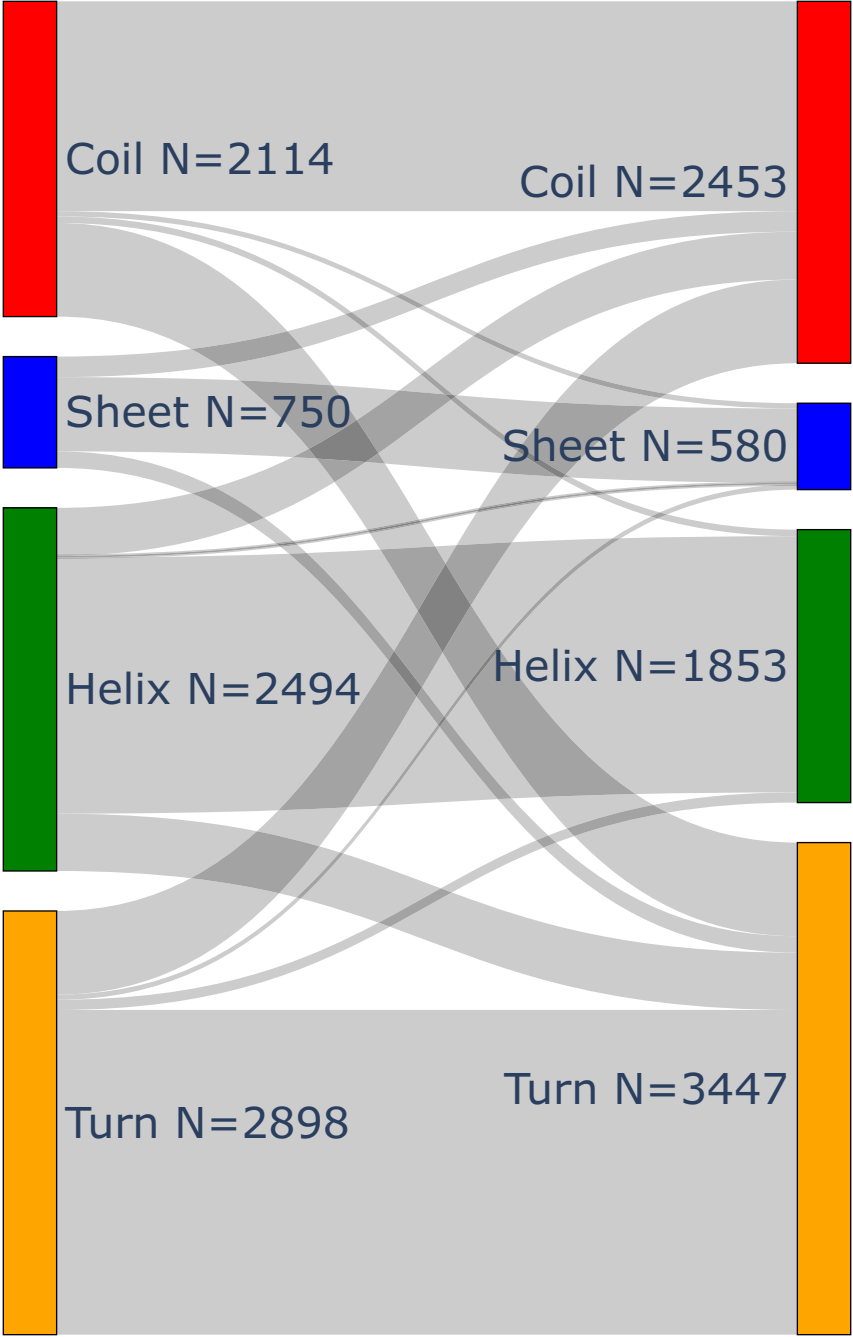 Coil N=2114
Coil N=2453
Sheet N=750
Sheet N=580
Helix N=2494
Helix N=1853
Turn N=2898
Turn N=3447